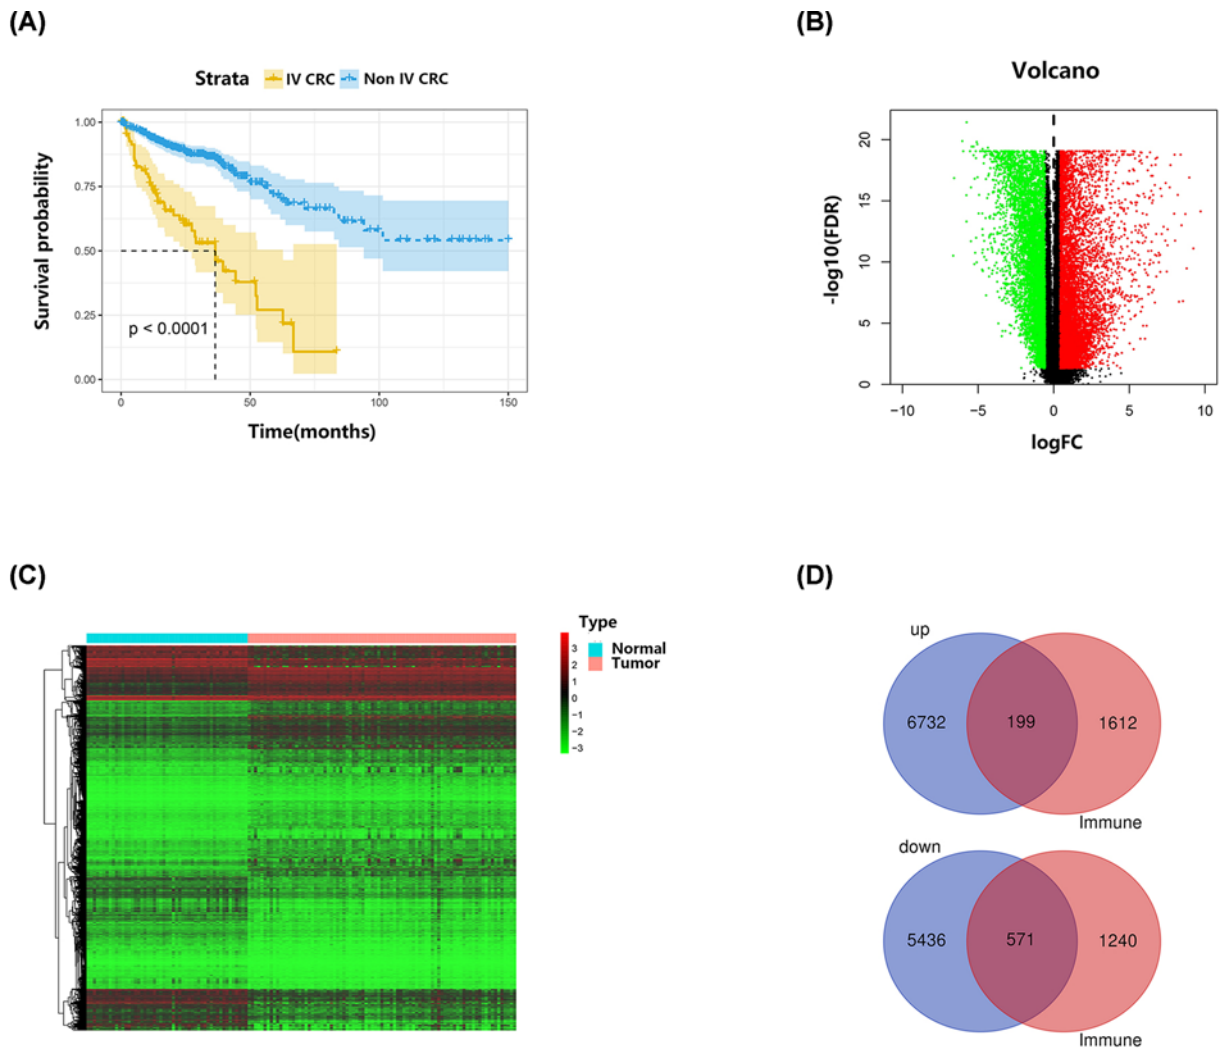 (A)
Strata IV CRC Non IV CRC
1.00
0.75
0.50
0.25
0.00
Survival probability
p < 0.0001
0 50 100 150
Time(months)
(B)
Volcano
20
15
10
5
0
-log10(FDR)
−10 −5 0 5 10
logFC
(C)
Type
Normal
Tumor
3
2
1
0
−1
−2
−3
(D)
up
6732 199 1612
Immune
down
5436 571 1240
Immune